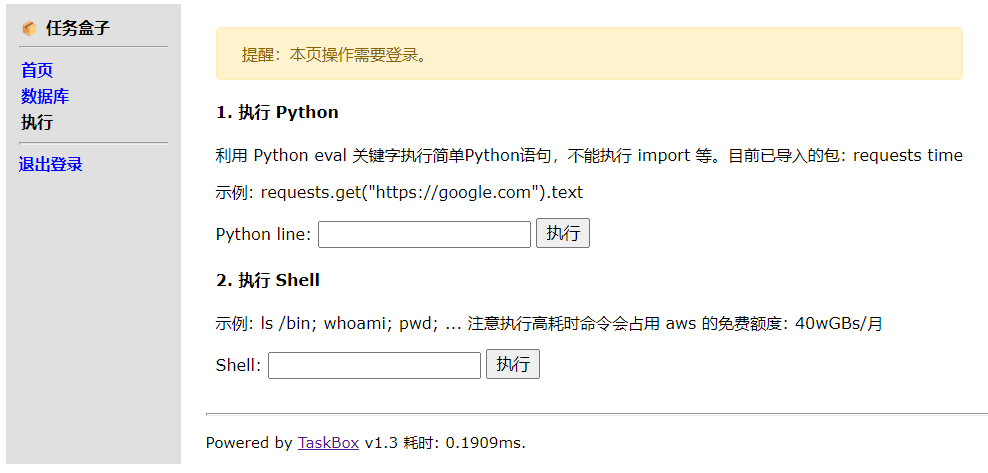 任务盒子
首页
数据库
执行
退出登录
提醒：本页操作需要登录。
1. 执行 Python
利用 Python eval 关键字执行简单Python语句，不能执行 import 等。目前已导入的包: requests time
示例: requests.get("https://google.com").text
Python line: 执行
2. 执行 Shell
示例: ls /bin; whoami; pwd; ... 注意执行高耗时命令会占用 aws 的免费额度: 40wGBs/月
Shell: 执行
Powered by TaskBox v1.3 耗时: 0.1909ms.